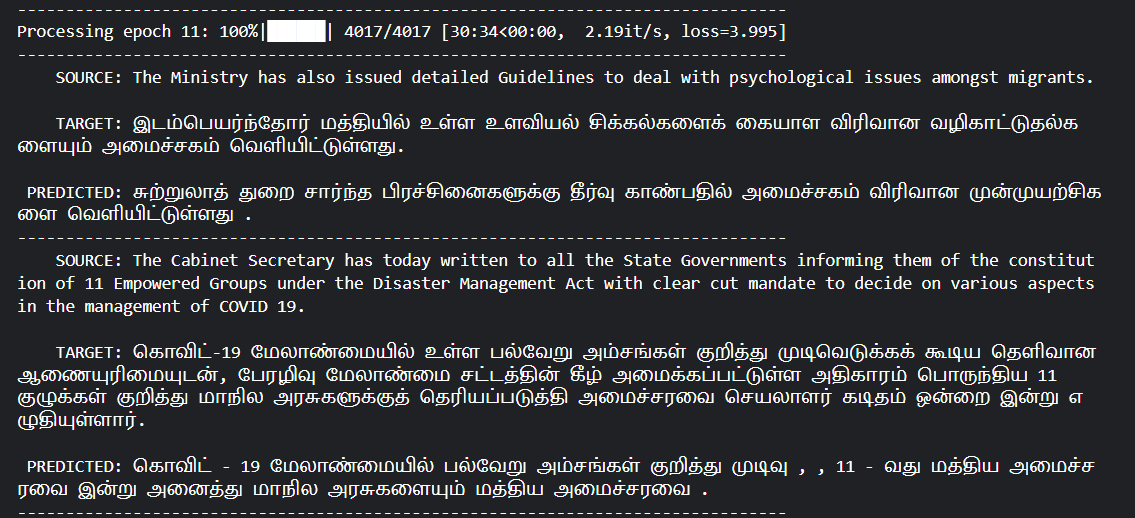 --------------------------------------------------------------------------------
Processing epoch 11: 100%|██████| 4017/4017 [30:34<00:00,  2.19it/s, loss=3.995]
--------------------------------------------------------------------------------
    SOURCE: The Ministry has also issued detailed Guidelines to deal with psychological issues amongst migrants.
    TARGET: இடம்பெயர்ந்தோர் மத்தியில் உள்ள உளவியல் சிக்கல்களைக் கையாள விரிவான வழிகாட்டுதல்க
ளையும் அமைச்சகம் வெளியிட்டுள்ளது.
 PREDICTED: சுற்றுலாத் துறை சார்ந்த பிரச்சினைகளுக்கு தீர்வு காண்பதில் அமைச்சகம் விரிவான முன்முயற்சிக
ளை வெளியிட்டுள்ளது .
--------------------------------------------------------------------------------
    SOURCE: The Cabinet Secretary has today written to all the State Governments informing them of the constitut
ion of 11 Empowered Groups under the Disaster Management Act with clear cut mandate to decide on various aspects
in the management of COVID 19.
    TARGET: கொவிட்-19 மேலாண்மையில் உள்ள பல்வேறு அம்சங்கள் குறித்து முடிவெடுக்கக் கூடிய தெளிவான
ஆணையுரிமையுடன், பேரழிவு மேலாண்மை சட்டத்தின் கீழ் அமைக்கப்பட்டுள்ள அதிகாரம் பொருந்திய 11
குழுக்கள் குறித்து மாநில அரசுகளுக்குத் தெரியப்படுத்தி அமைச்சரவை செயலாளர் கடிதம் ஒன்றை இன்று எ
ழுதியுள்ளார்.
 PREDICTED: கொவிட் - 19 மேலாண்மையில் பல்வேறு அம்சங்கள் குறித்து முடிவு , , 11 - வது மத்திய அமைச்ச
ரவை இன்று அனைத்து மாநில அரசுகளையும் மத்திய அமைச்சரவை .
--------------------------------------------------------------------------------